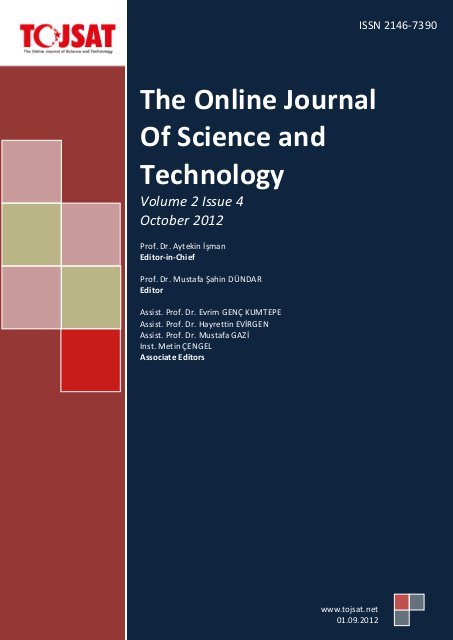 ISSN 2146-7390
TOJSAT
The Online Journal of Science and Technology
The Online Journal
Of Science and
Technology
Volume 2 Issue 4
October 2012
Prof. Dr. Aytekin İşman
Editor-in-Chief
Prof. Dr. Mustafa Şahin DÜNDAR
Editor
Assist. Prof. Dr. Evrim GENÇ KUMTEPE
Assist. Prof. Dr. Hayrettin EVİRGEN
Assist. Prof. Dr. Mustafa GAZİ
Inst. Metin ÇENGEL
Associate Editors
www.tojsat.net
01.09.2012